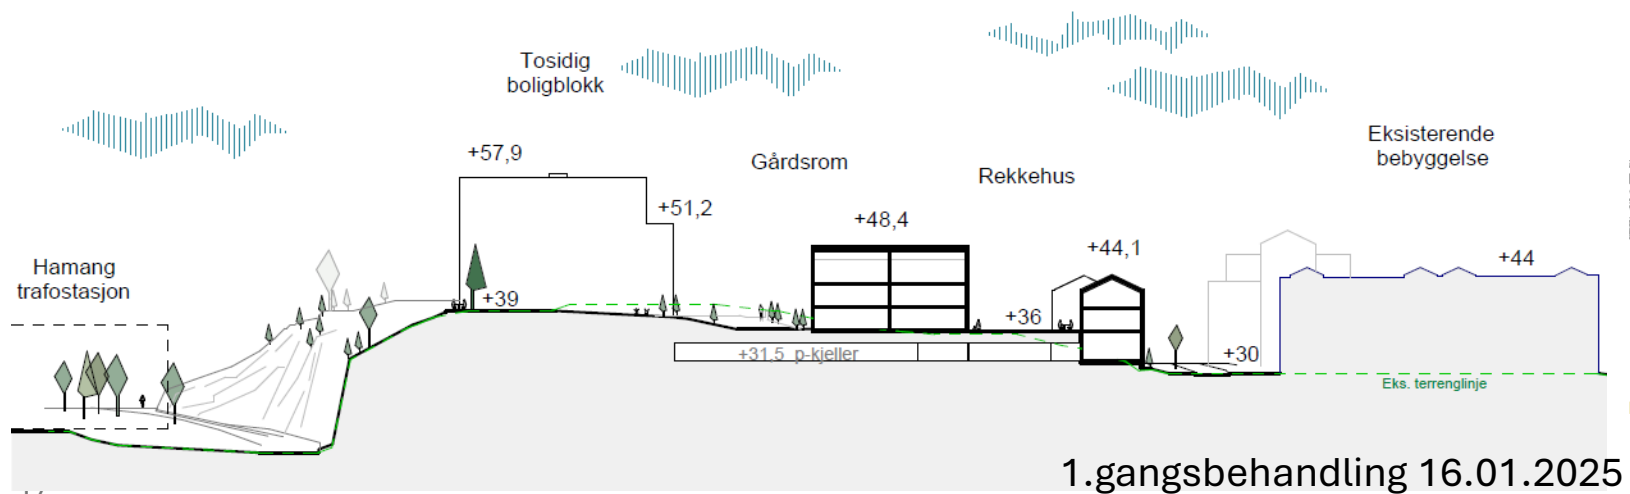 Tosidig
boligblokk
Eksisterende
bebyggelse
+57,9
Gårdsrom
Rekkehus
+51,2
+48,4
+44,1
+44
Hamang
trafostasjon
+39
+36
+31,5 p-kjeller
+30
Eks. terrenglinje
1.gangsbehandling 16.01.2025